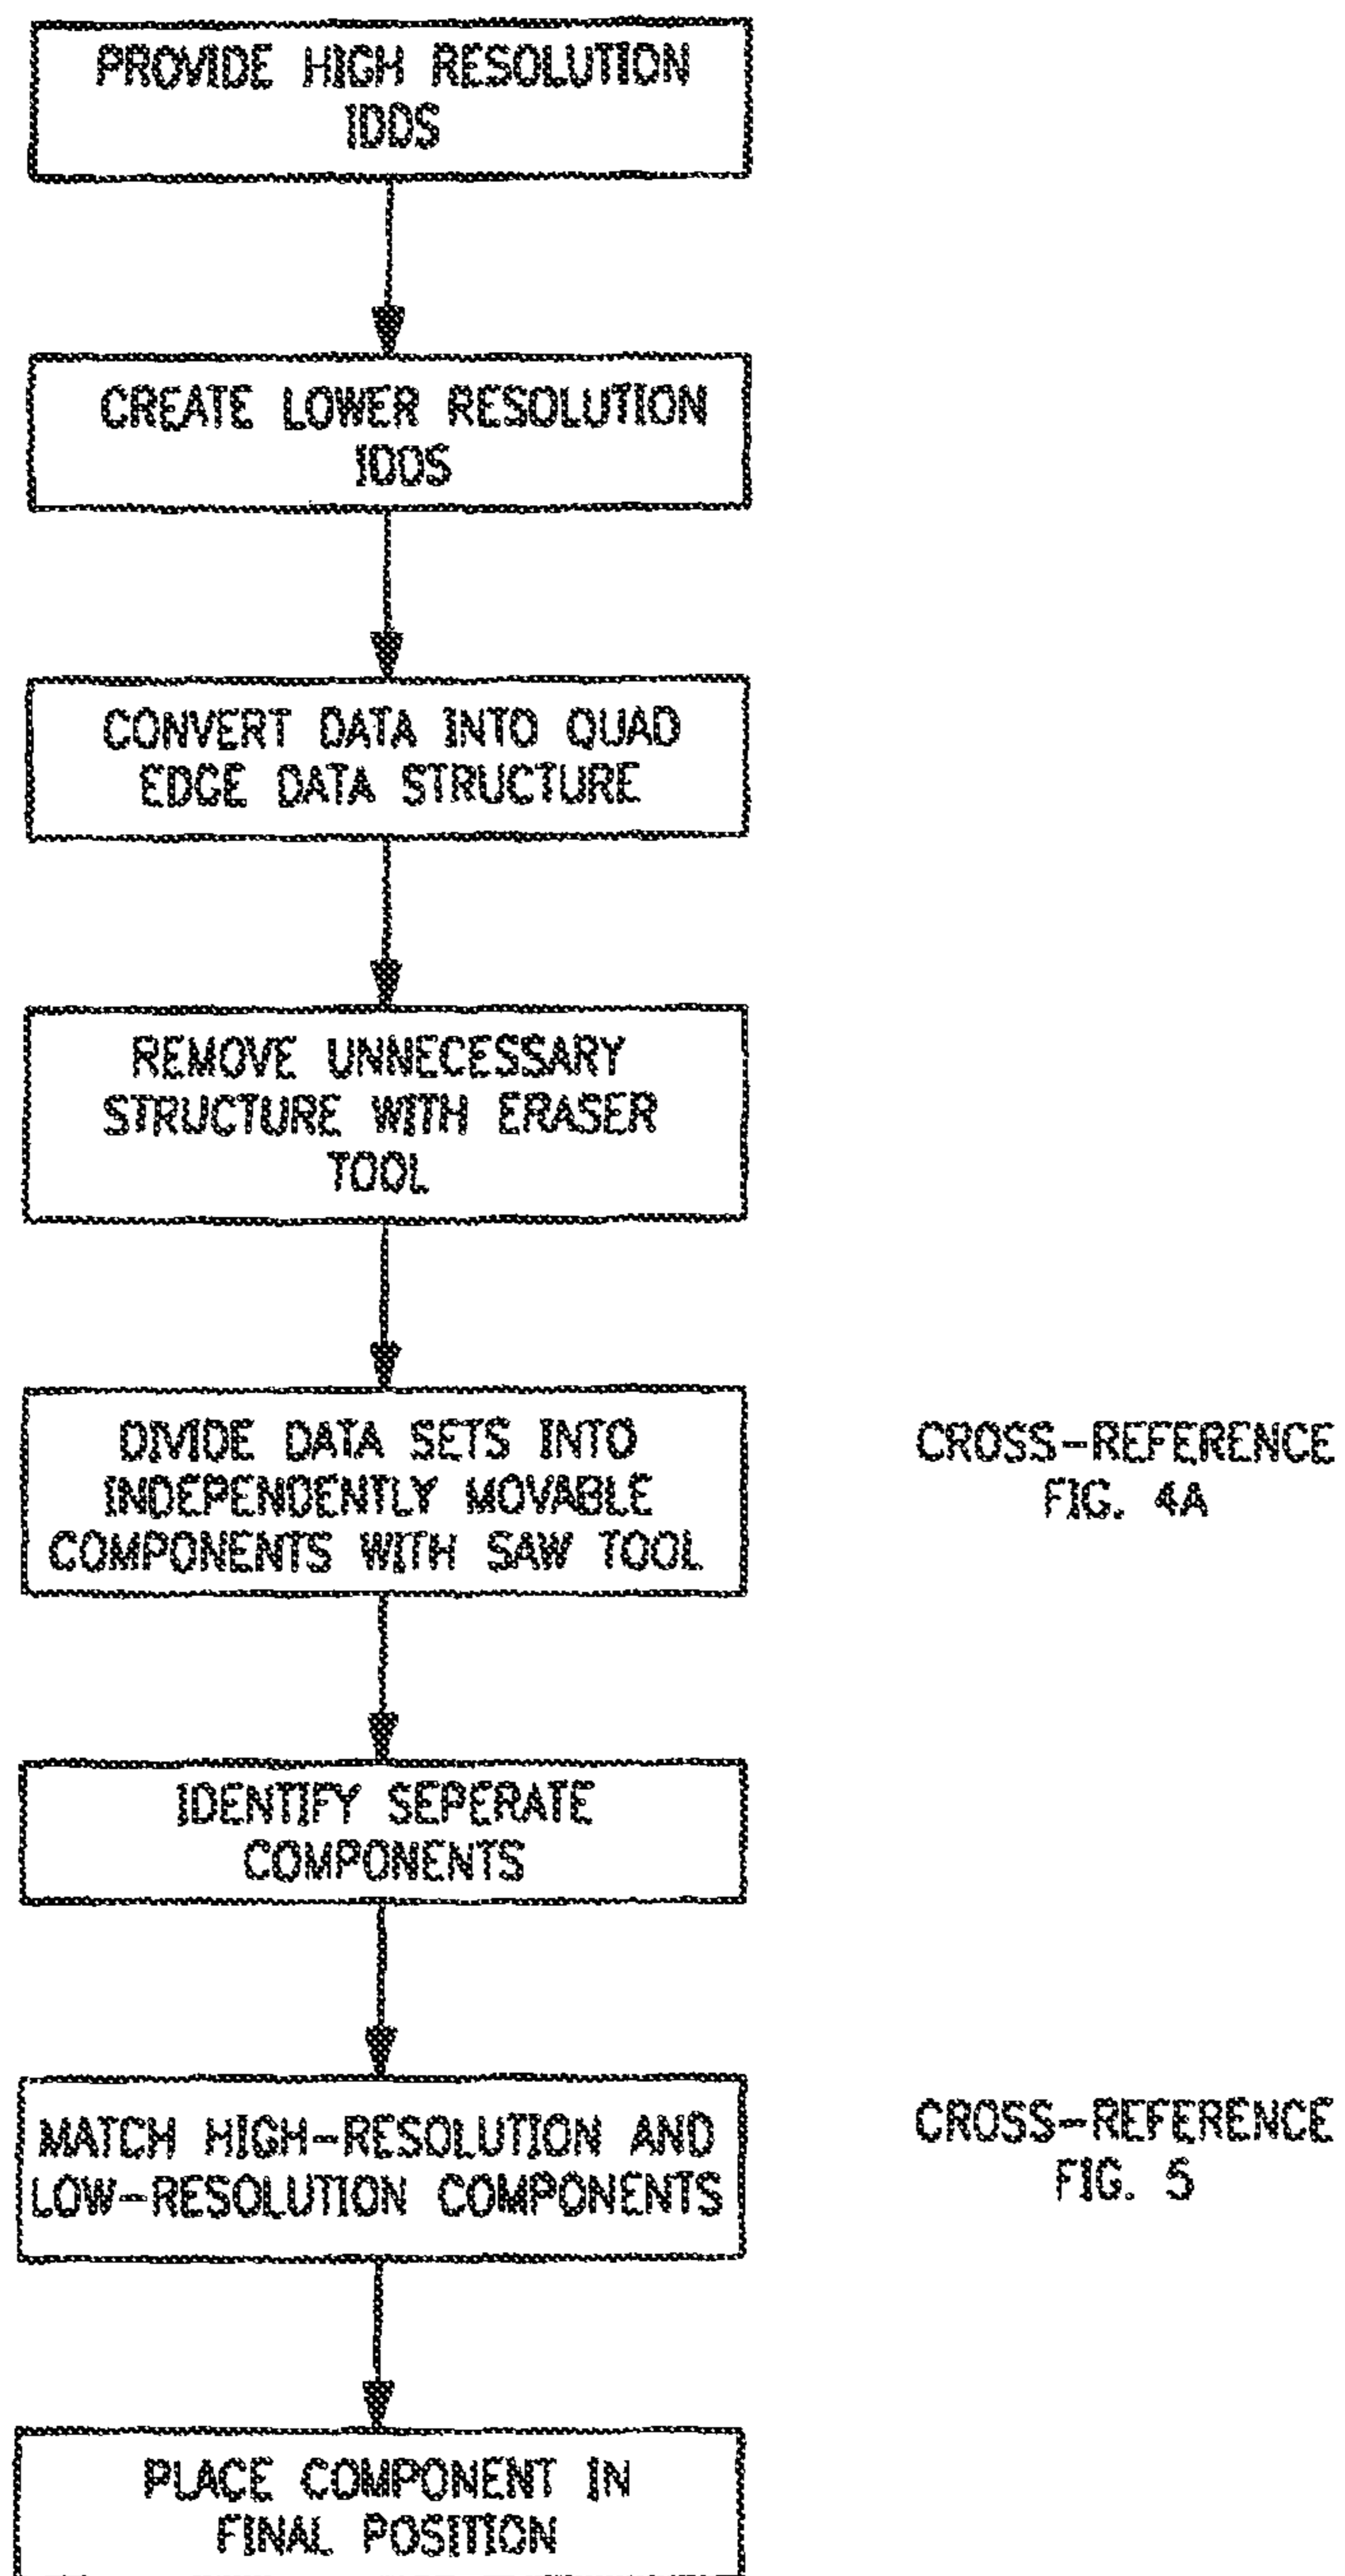 PROVIDE HIGH RESOLUTION
IDDS
CREATE LOWER RESOLUTION
IDDS
CONVERT DATA INTO QUAD
EDGE DATA STRUCTURE
REMOVE UNNECESSARY
STRUCTURE WITH ERASER
TOOL
DIVIDE DATA SETS INTO
INDEPENDENTLY MOVABLE
COMPONENTS WITH SAW TOOL
CROSS-REFERENCE
FIG. 4A
IDENTIFY SEPERATE
COMPONENTS
MATCH HIGH-RESOLUTION AND
LOW-RESOLUTION COMPONENTS
CROSS-REFERENCE
FIG. 5
PLACE COMPONENT IN
FINAL POSITION